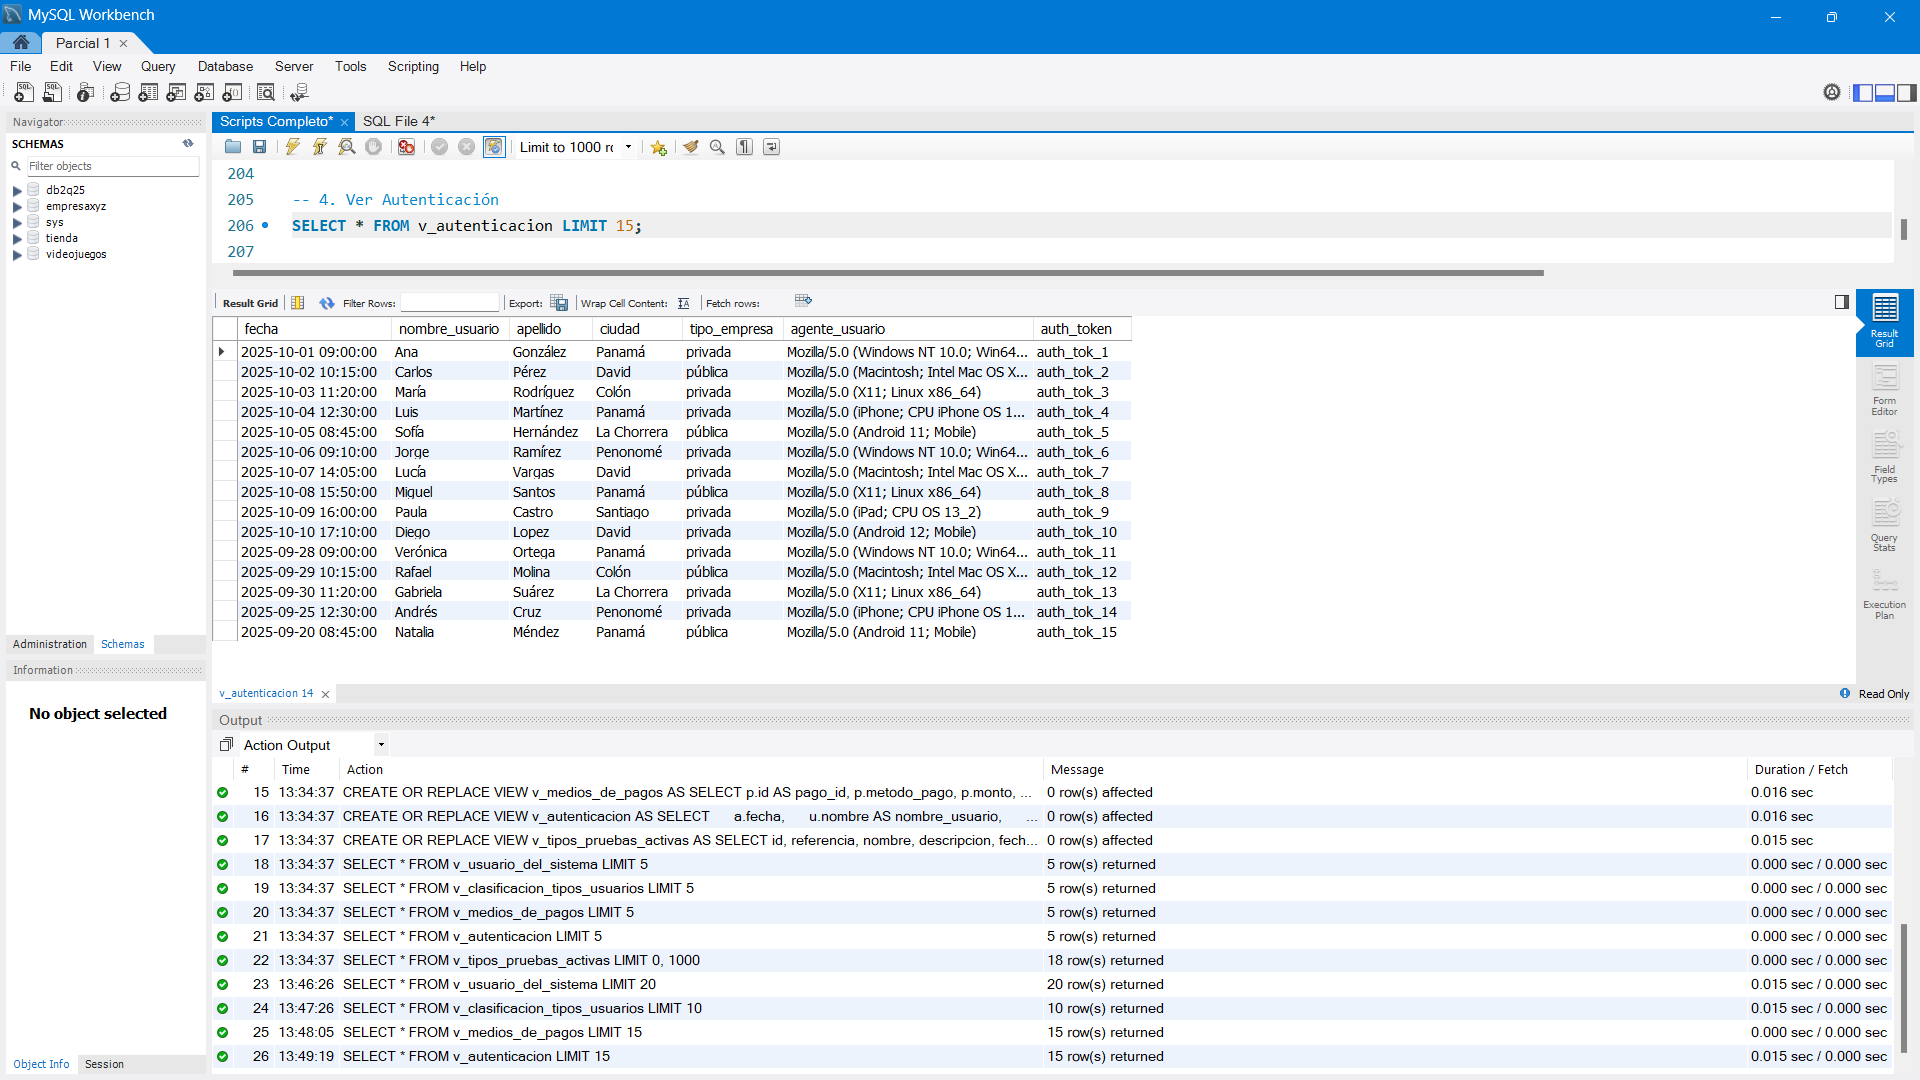 MySQL Workbench
Parcial 1
File Edit View Query Database Server Tools Scripting Help
Navigator
SCHEMAS
Filter objects
db2q25
empresaxyz
sys
tienda
videojuegos
Administration Schemas
Information
No object selected
Object Info Session
Scripts Completo* SQL File 4*
Limit to 1000 rc
204
205 -- 4. Ver Autenticación
206 SELECT * FROM v_autenticacion LIMIT 15;
207
Result Grid Filter Rows: Export: Wrap Cell Content: Fetch rows:
fecha nombre_usuario apellido ciudad tipo_empresa agente_usuario auth_token
2025-10-01 09:00:00 Ana González Panamá privada Mozilla/5.0 (Windows NT 10.0; Win64... auth_tok_1
2025-10-02 10:15:00 Carlos Pérez David pública Mozilla/5.0 (Macintosh; Intel Mac OS X... auth_tok_2
2025-10-03 11:20:00 María Rodríguez Colón privada Mozilla/5.0 (X11; Linux x86_64) auth_tok_3
2025-10-04 12:30:00 Luis Martínez Panamá privada Mozilla/5.0 (iPhone; CPU iPhone OS 1... auth_tok_4
2025-10-05 08:45:00 Sofía Hernández La Chorrera pública Mozilla/5.0 (Android 11; Mobile) auth_tok_5
2025-10-06 09:10:00 Jorge Ramírez Penonomé privada Mozilla/5.0 (Windows NT 10.0; Win64... auth_tok_6
2025-10-07 14:05:00 Lucía Vargas David privada Mozilla/5.0 (Macintosh; Intel Mac OS X... auth_tok_7
2025-10-08 15:50:00 Miguel Santos Panamá pública Mozilla/5.0 (X11; Linux x86_64) auth_tok_8
2025-10-09 16:00:00 Paula Castro Santiago privada Mozilla/5.0 (iPad; CPU OS 13_2) auth_tok_9
2025-10-10 17:10:00 Diego Lopez David privada Mozilla/5.0 (Android 12; Mobile) auth_tok_10
2025-09-28 09:00:00 Verónica Ortega Panamá privada Mozilla/5.0 (Windows NT 10.0; Win64... auth_tok_11
2025-09-29 10:15:00 Rafael Molina Colón pública Mozilla/5.0 (Macintosh; Intel Mac OS X... auth_tok_12
2025-09-30 11:20:00 Gabriela Suárez La Chorrera privada Mozilla/5.0 (X11; Linux x86_64) auth_tok_13
2025-09-25 12:30:00 Andrés Cruz Penonomé privada Mozilla/5.0 (iPhone; CPU iPhone OS 1... auth_tok_14
2025-09-20 08:45:00 Natalia Méndez Panamá pública Mozilla/5.0 (Android 11; Mobile) auth_tok_15
Result Grid
Form Editor
Field Types
Query Stats
Execution Plan
v_autenticacion 14 Read Only
Output
Action Output
# Time Action Message Duration / Fetch
15 13:34:37 CREATE OR REPLACE VIEW v_medios_de_pagos AS SELECT p.id AS pago_id, p.metodo_pago, p.monto, ... 0 row(s) affected 0.016 sec
16 13:34:37 CREATE OR REPLACE VIEW v_autenticacion AS SELECT a.fecha, u.nombre AS nombre_usuario, ... 0 row(s) affected 0.016 sec
17 13:34:37 CREATE OR REPLACE VIEW v_tipos_pruebas_activas AS SELECT id, referencia, nombre, descripcion, fech... 0 row(s) affected 0.015 sec
18 13:34:37 SELECT * FROM v_usuario_del_sistema LIMIT 5 5 row(s) returned 0.000 sec / 0.000 sec
19 13:34:37 SELECT * FROM v_clasificacion_tipos_usuarios LIMIT 5 5 row(s) returned 0.000 sec / 0.000 sec
20 13:34:37 SELECT * FROM v_medios_de_pagos LIMIT 5 5 row(s) returned 0.000 sec / 0.000 sec
21 13:34:37 SELECT * FROM v_autenticacion LIMIT 5 5 row(s) returned 0.000 sec / 0.000 sec
22 13:34:37 SELECT * FROM v_tipos_pruebas_activas LIMIT 0, 1000 18 row(s) returned 0.000 sec / 0.000 sec
23 13:46:26 SELECT * FROM v_usuario_del_sistema LIMIT 20 20 row(s) returned 0.015 sec / 0.000 sec
24 13:47:26 SELECT * FROM v_clasificacion_tipos_usuarios LIMIT 10 10 row(s) returned 0.015 sec / 0.000 sec
25 13:48:05 SELECT * FROM v_medios_de_pagos LIMIT 15 15 row(s) returned 0.000 sec / 0.000 sec
26 13:49:19 SELECT * FROM v_autenticacion LIMIT 15 15 row(s) returned 0.015 sec / 0.000 sec